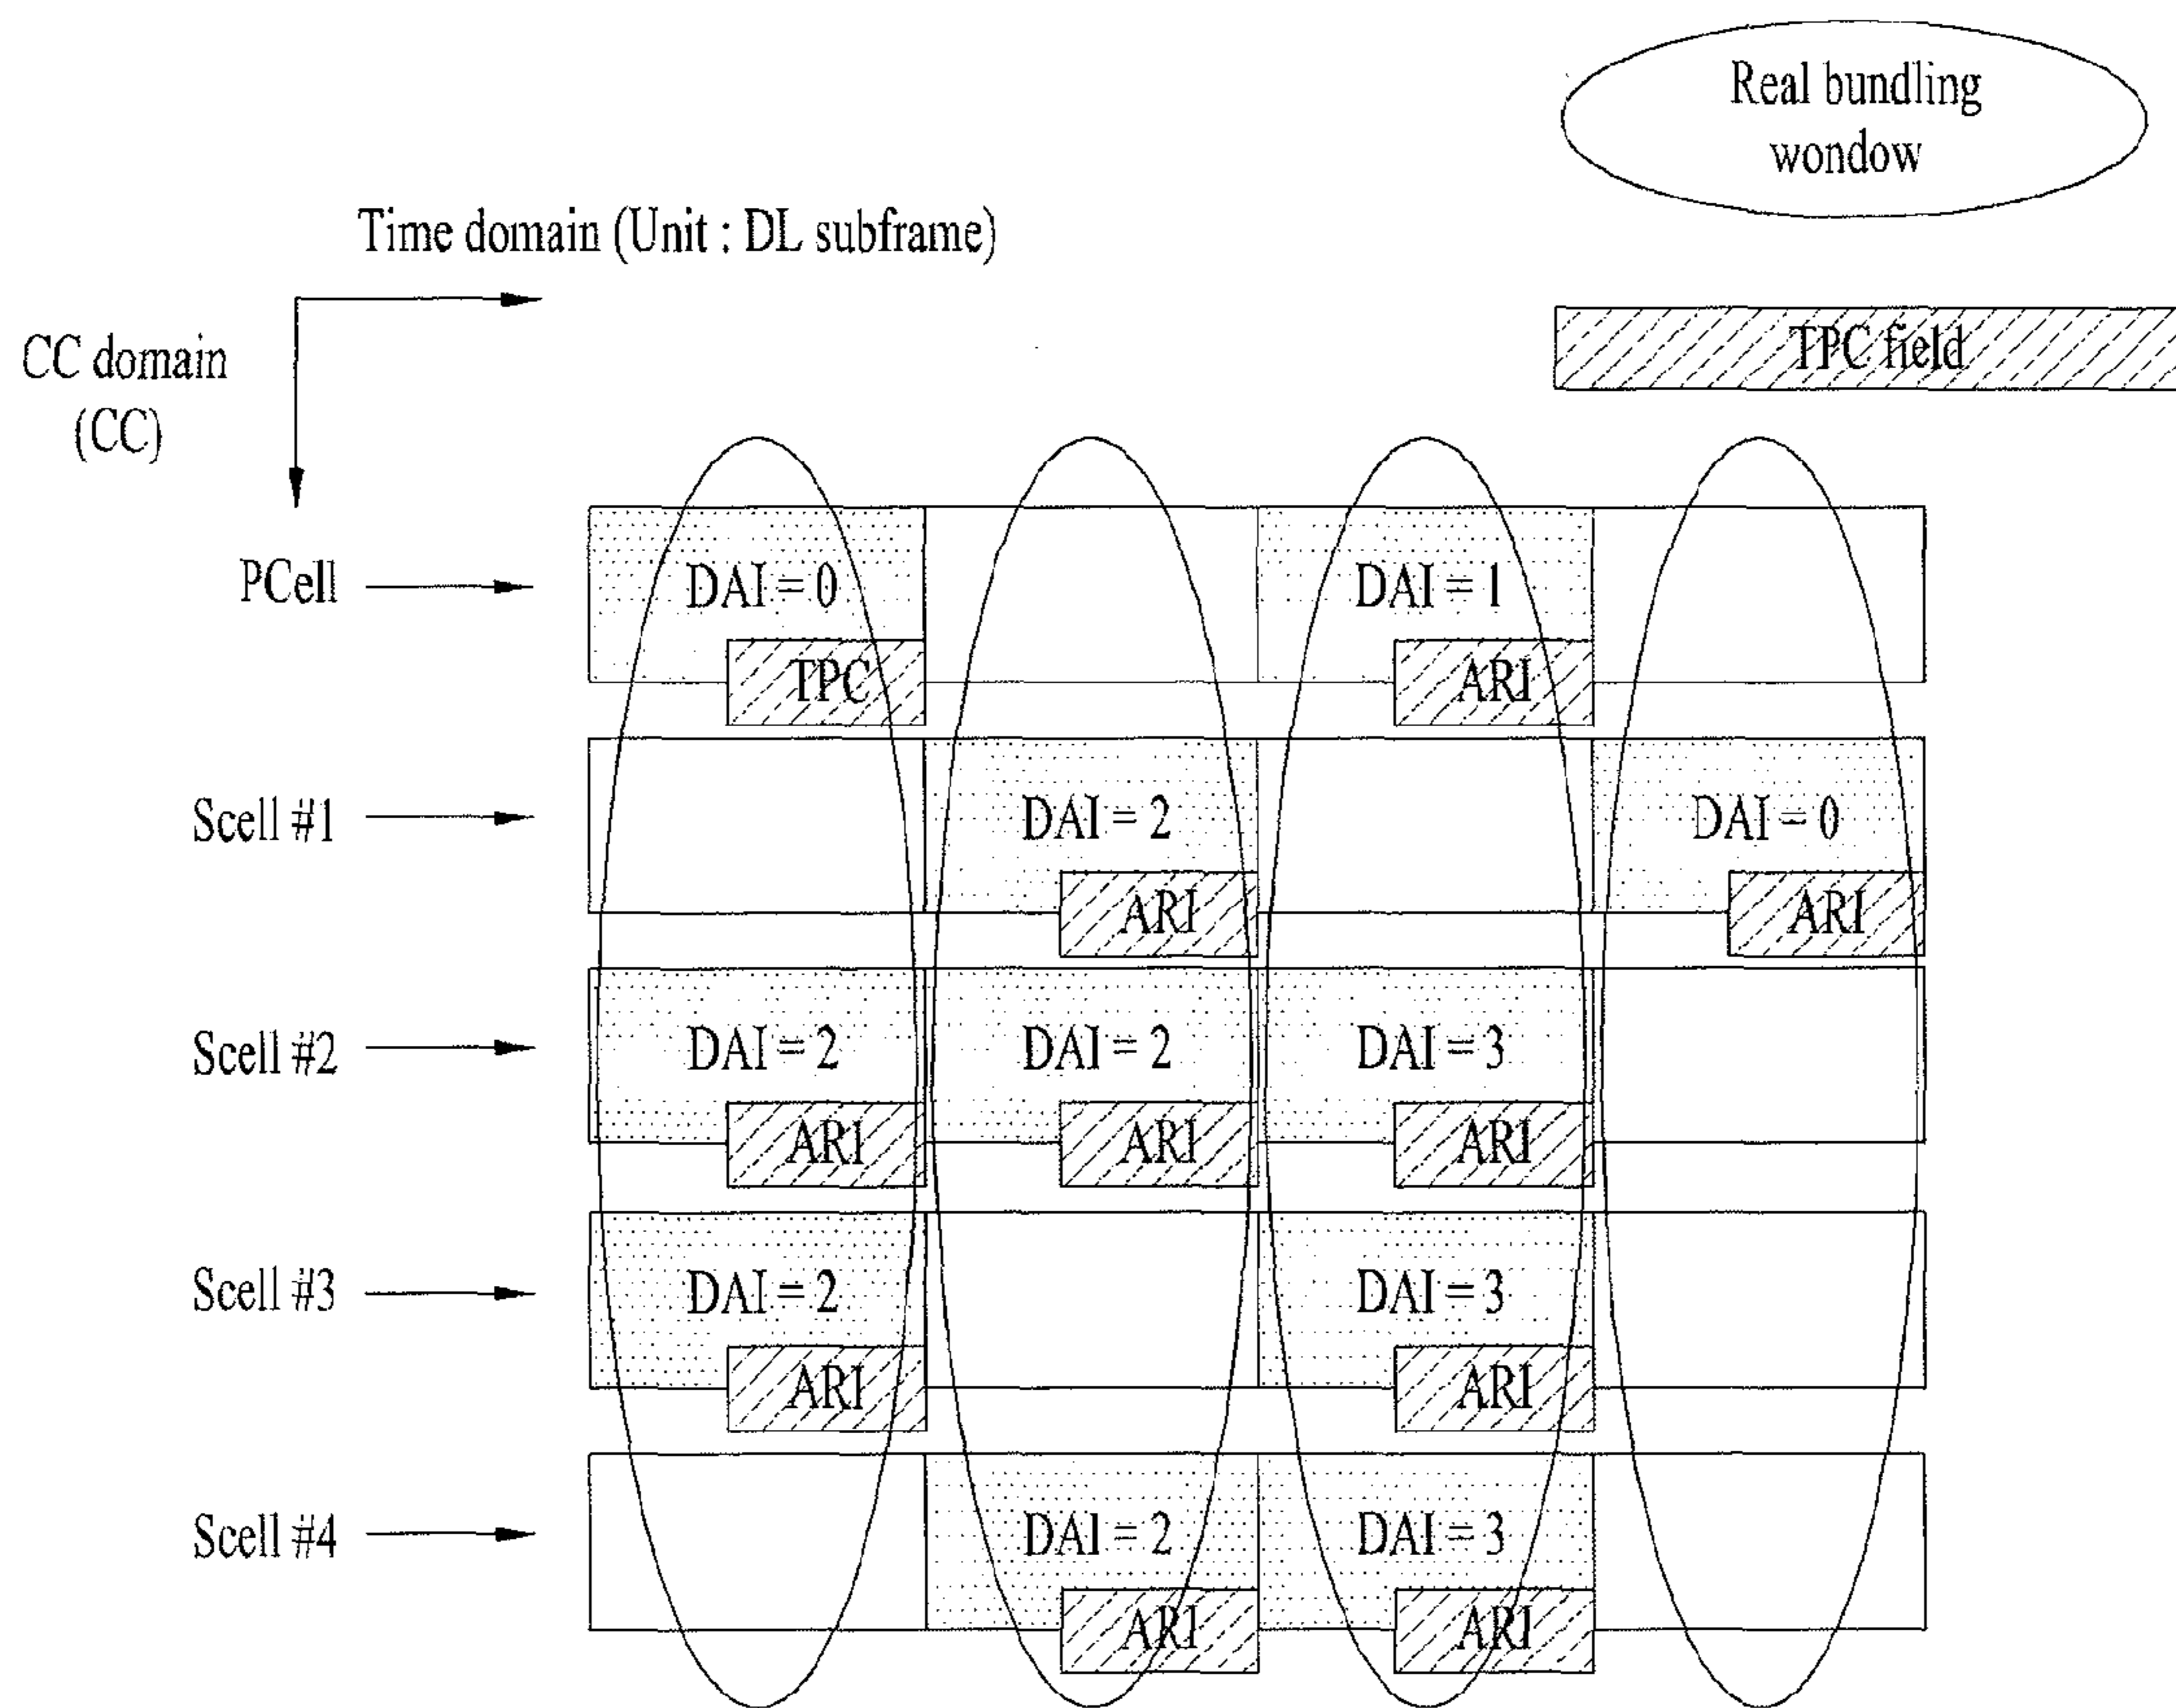 Real bundling
wondow
Time domain (Unit : DL subframe)
TPC field
CC domain
(CC)
PCell
DAI = 0
DAI = 1
TPC
ARI
Scell #1
DAI = 2
DAI = 0
ARI
ARI
Scell #2
DAI = 2
DAI = 2
DAI = 3
ARI
ARI
ARI
Scell #3
DAI = 2
DAI = 3
ARI
ARI
Scell #4
DAI = 2
DAI = 3
ARI
ARI